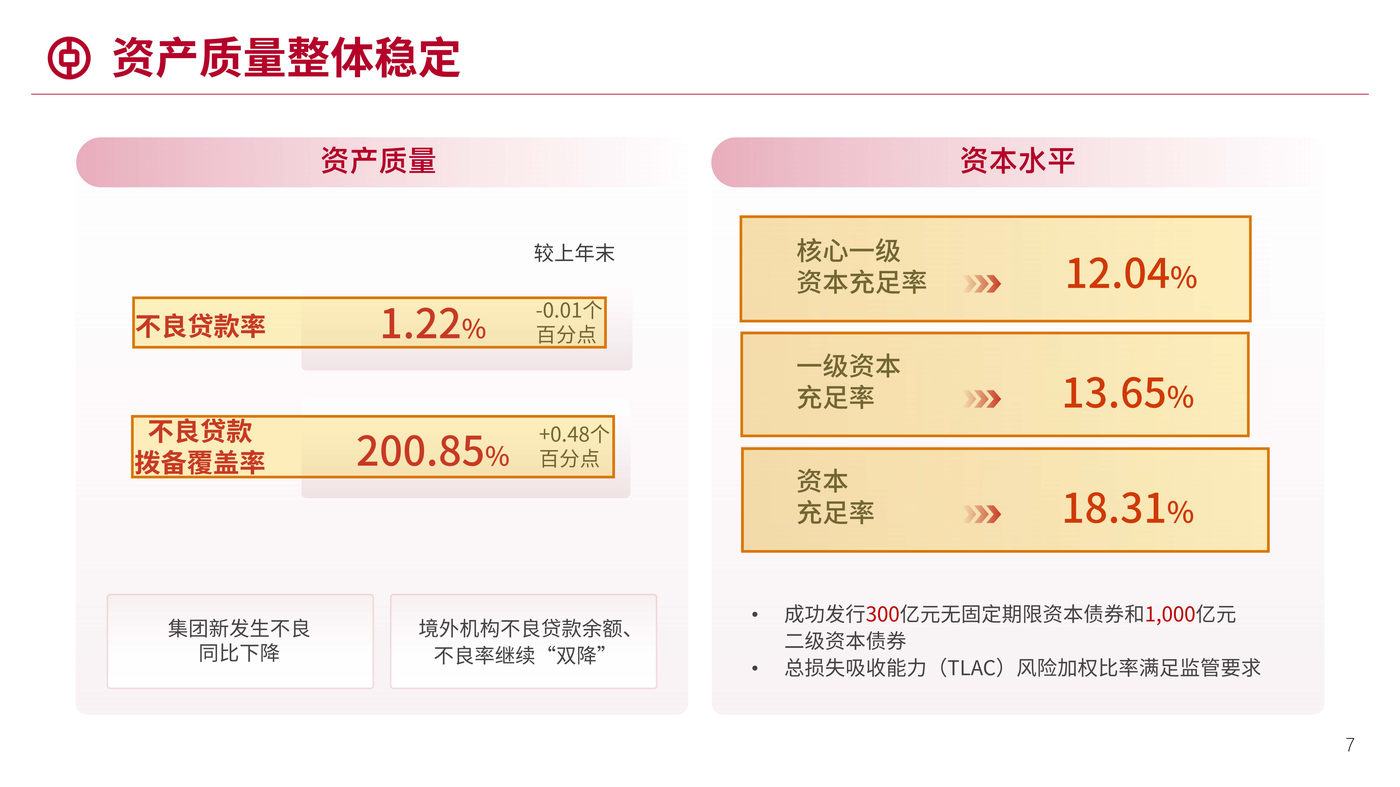 资产质量整体稳定
资产质量
较上年末
不良贷款率
1.22%
-0.01个
百分点
不良贷款
拨备覆盖率
200.85%
+0.48个
百分点
集团新发生不良
同比下降
境外机构不良贷款余额、
不良率继续“双降”
资本水平
核心一级
资本充足率
12.04%
一级资本
充足率
13.65%
资本
充足率
18.31%
• 成功发行300亿元无固定期限资本债券和1,000亿元
二级资本债券
• 总损失吸收能力（TLAC）风险加权比率满足监管要求
7